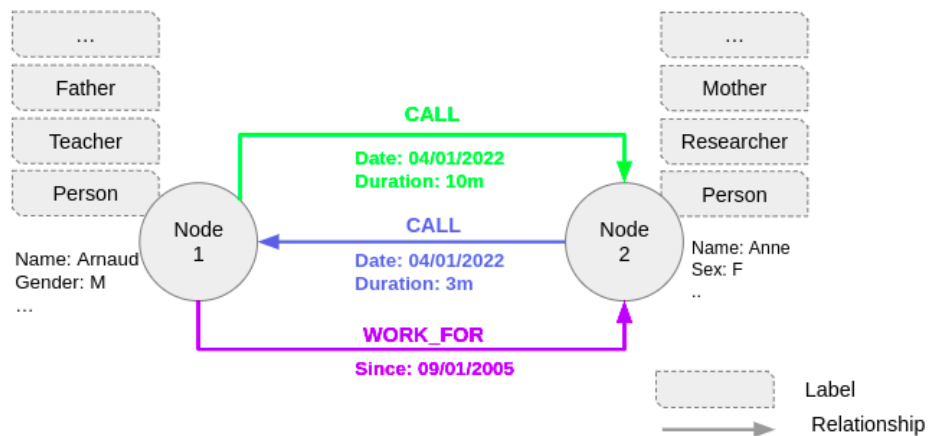 ...
Father
Teacher
Person
Node
1
Name: Arnaud
Gender: M
...
CALL
Date: 04/01/2022
Duration: 10m
CALL
Date: 04/01/2022
Duration: 3m
WORK_FOR
Since: 09/01/2005
...
Mother
Researcher
Person
Node
2
Name: Anne
Sex: F
..
Label
Relationship